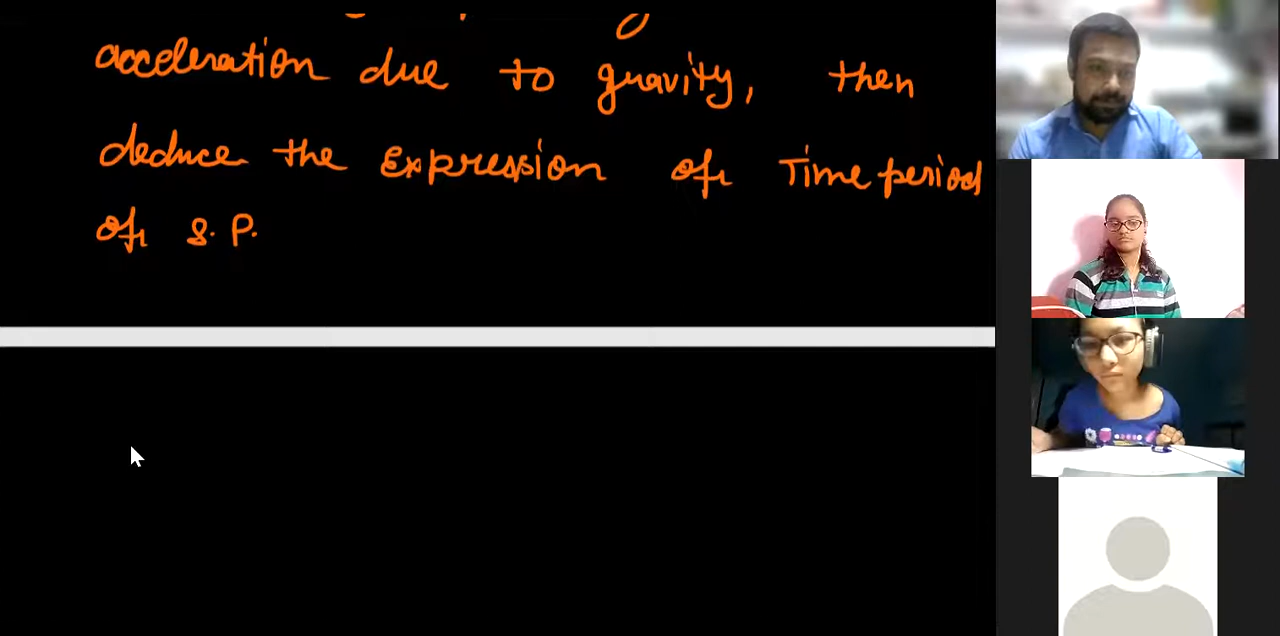 acceleration due to gravity, then
deduce the Expression of Time period
of S.P.